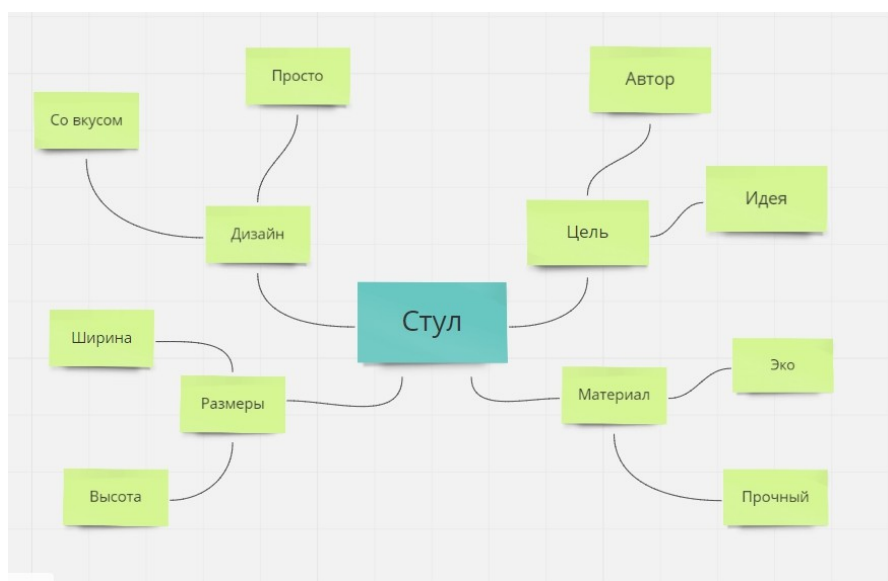 Просто
Автор
Со вкусом
Идея
Дизайн
Цель
Стул
Ширина
Эко
Размеры
Материал
Высота
Прочный